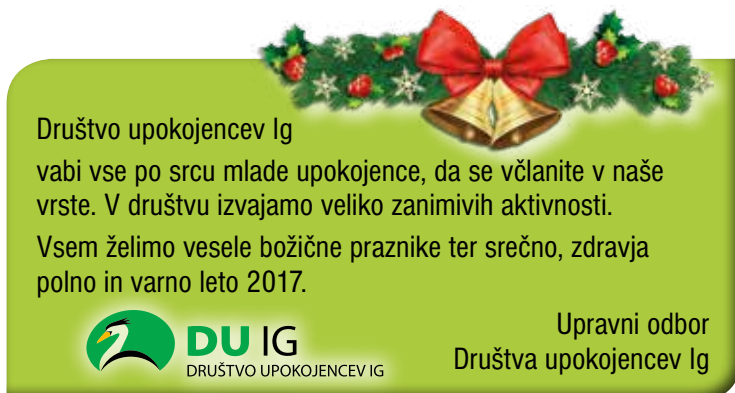 Društvo upokojencev Ig
vabi vse po srcu mlade upokojence, da se včlanite v naše
vrste. V društvu izvajamo veliko zanimivih aktivnosti.
Vsem želimo vesele božične praznike ter srečno, zdravja
polno in varno leto 2017.
DU IG
DRUŠTVO UPOKOJENCEV IG
Upravni odbor
Društva upokojencev Ig